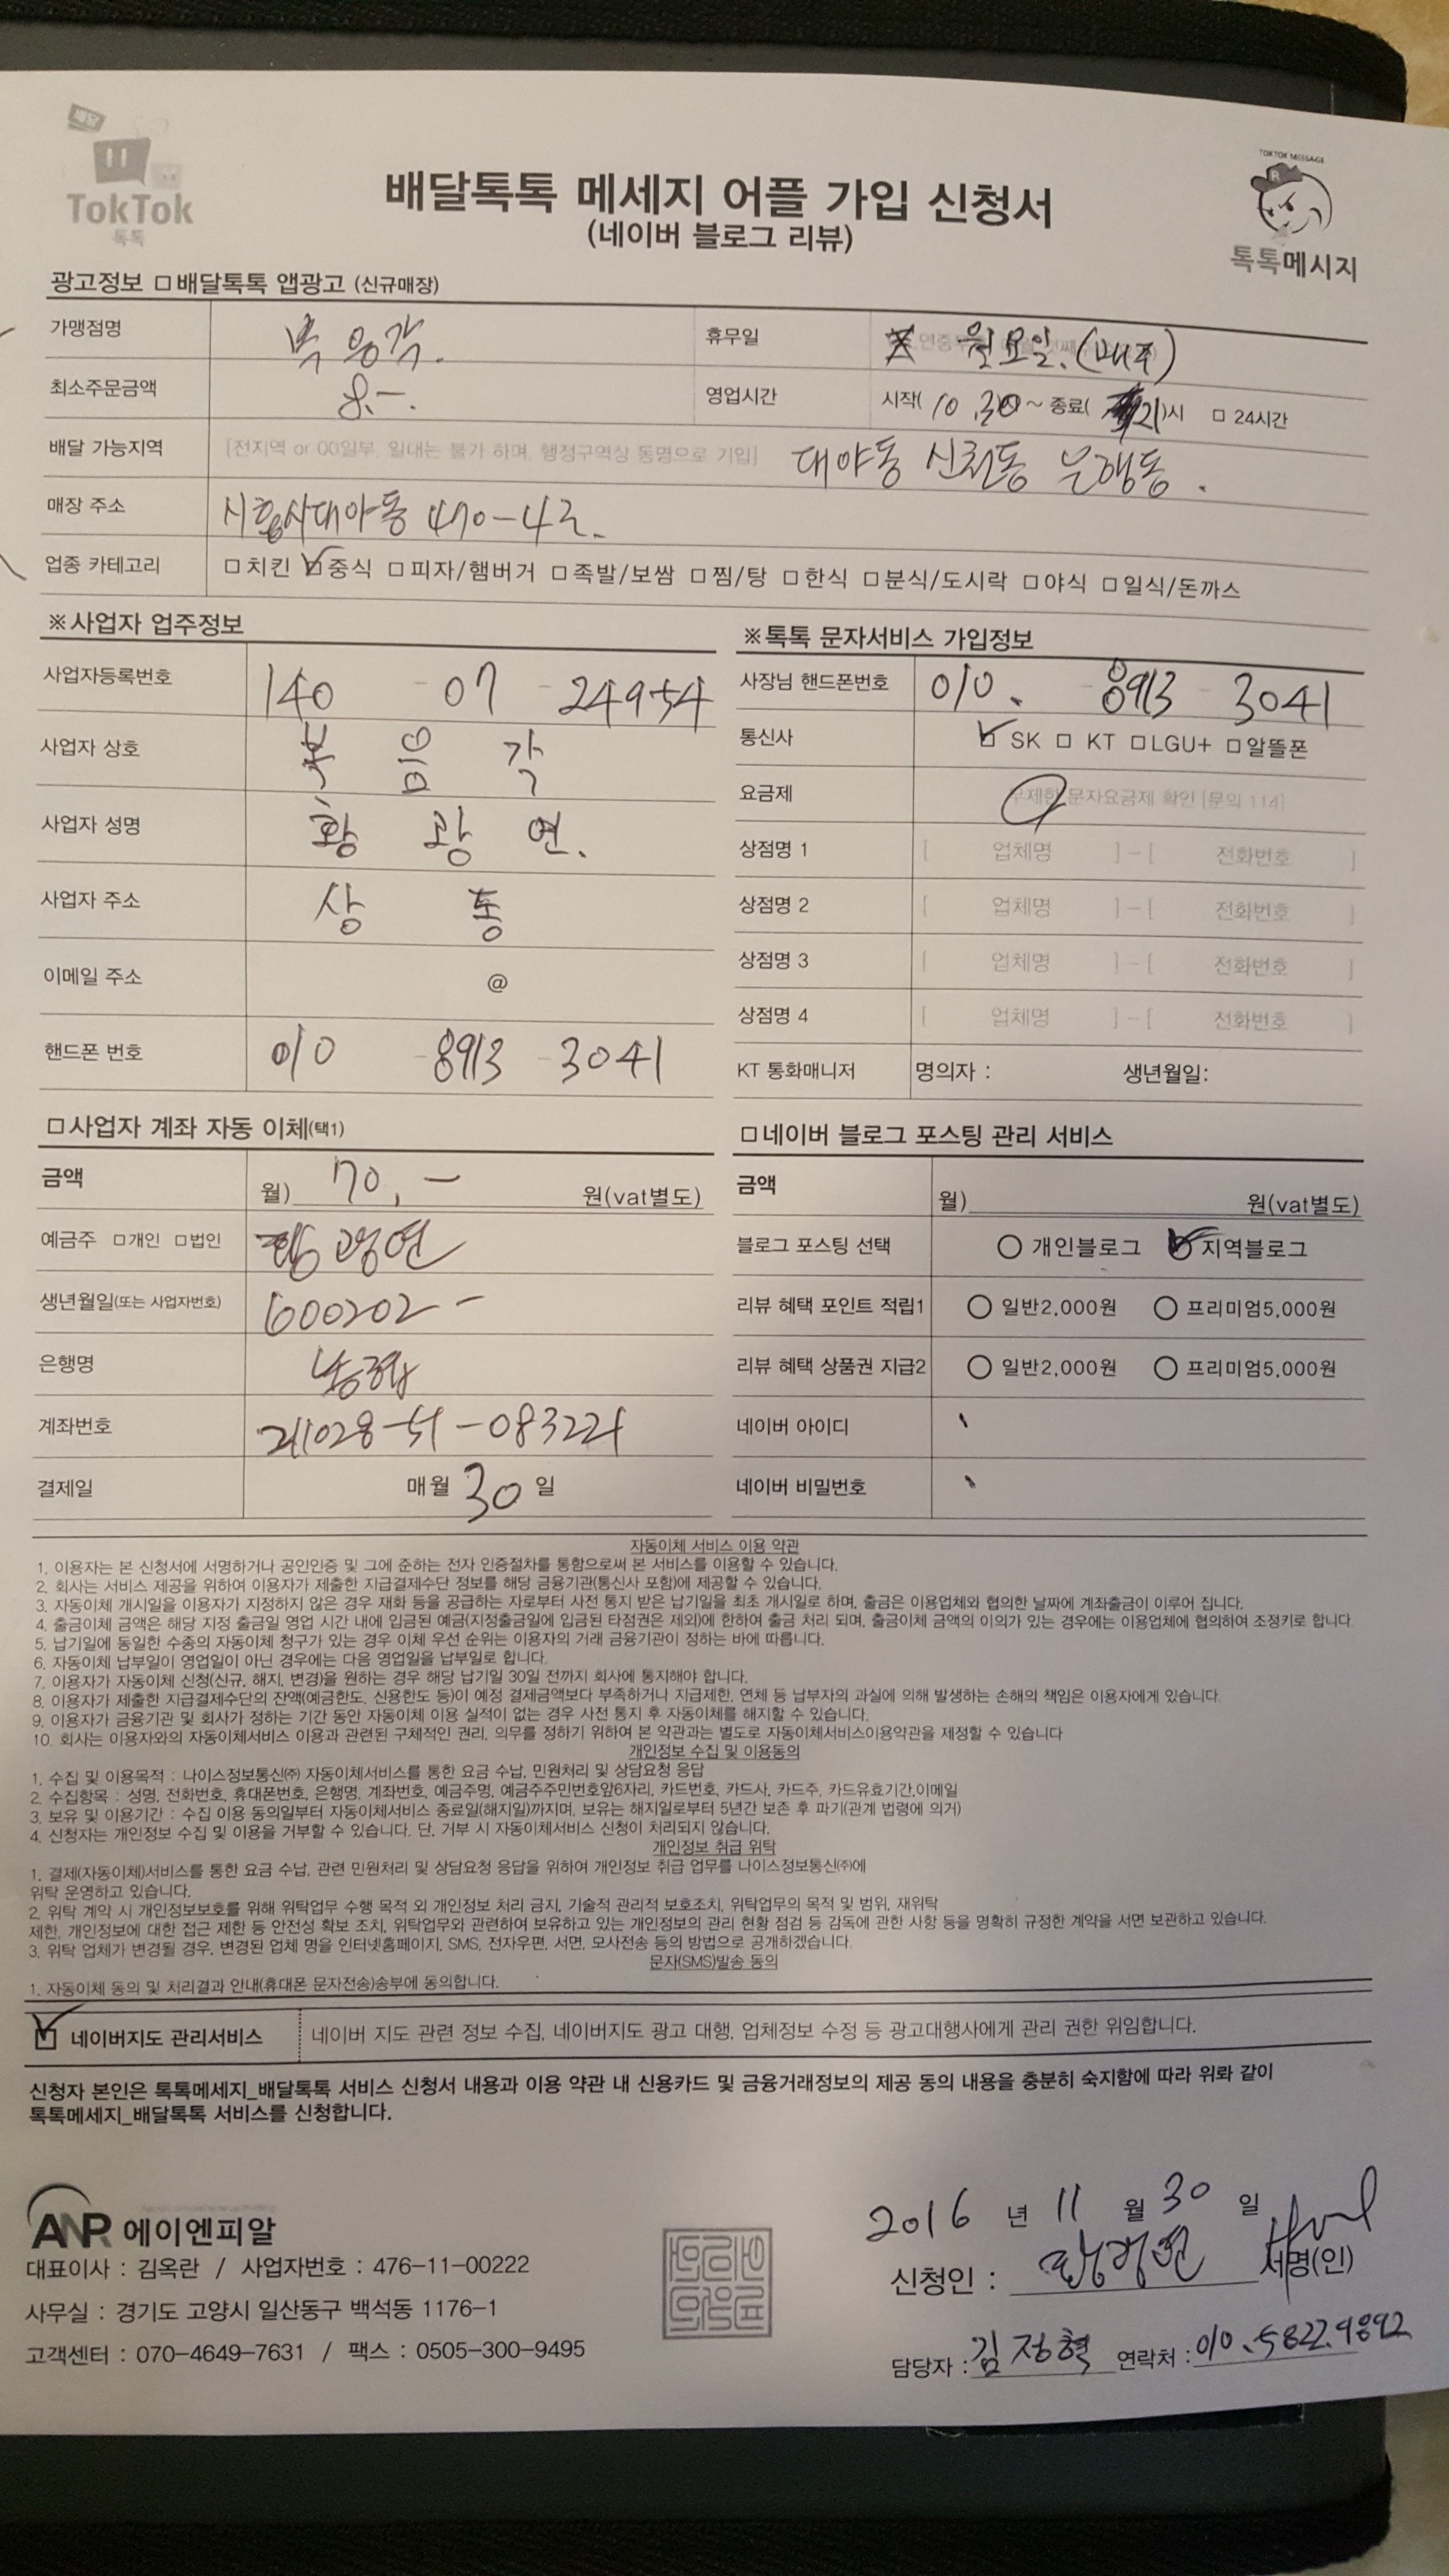 TokTok
톡톡
배달톡톡 메세지 어플 가입 신청서
(네이버 블로그 리뷰)
TOKTOK MESSAGE
톡톡메시지
광고정보 □ 배달톡톡 앱광고 (신규매장)
가맹점명
휴무일 월요일.(매주)
최소주문금액 8.-
영업시간 시작( 10.30 ~ 종료( 21)시 □ 24시간
배달 가능지역 [전지역 or 00일부, 일내는 불가 하며, 행정구역상 동명으로 기입] 대야동 신천동 은행동.
매장 주소 시흥시대야동 470-42.
업종 카테고리 □치킨 ☑중식 □피자/햄버거 □족발/보쌈 □찜/탕 □한식 □분식/도시락 □야식 □일식/돈까스
※사업자 업주정보
사업자등록번호 140 - 07 - 24954
사업자 상호 북 음 각
사업자 성명 황 광 연.
사업자 주소 상 동
이메일 주소 @
핸드폰 번호 010 - 8913 - 3041
※톡톡 문자서비스 가입정보
사장님 핸드폰번호 010. - 8913 - 3041
통신사 ☑ SK □ KT □LGU+ □알뜰폰
요금제 무제한 문자요금제 확인 [문의 114]
상점명 1 [ 업체명 ] - [ 전화번호 ]
상점명 2 [ 업체명 ] - [ 전화번호 ]
상점명 3 [ 업체명 ] - [ 전화번호 ]
상점명 4 [ 업체명 ] - [ 전화번호 ]
KT 통화매니저 명의자 : 생년월일:
□사업자 계좌 자동 이체(택1)
금액 월) 70,- 원(vat별도)
예금주 □개인 □법인 황광연
생년월일(또는 사업자번호) 600202-
은행명 농협
계좌번호 211028-51-083221
결제일 매월 30 일
□네이버 블로그 포스팅 관리 서비스
금액 월) 원(vat별도)
블로그 포스팅 선택 ○ 개인블로그 ☑ 지역블로그
리뷰 혜택 포인트 적립1 ○ 일반2,000원 ○ 프리미엄5,000원
리뷰 혜택 상품권 지급2 ○ 일반2,000원 ○ 프리미엄5,000원
네이버 아이디
네이버 비밀번호
자동이체 서비스 이용 약관
1. 이용자는 본 신청서에 서명하거나 공인인증 및 그에 준하는 전자 인증절차를 통함으로써 본 서비스를 이용할 수 있습니다.
2. 회사는 서비스 제공을 위하여 이용자가 제출한 지급결제수단 정보를 해당 금융기관(통신사 포함)에 제공할 수 있습니다.
3. 자동이체 개시일을 이용자가 지정하지 않은 경우 재화 등을 공급하는 자로부터 사전 통지 받은 납기일을 최초 개시일로 하며, 출금은 이용업체와 협의한 날짜에 계좌출금이 이루어 집니다.
4. 출금이체 금액은 해당 지정 출금일 영업 시간 내에 입금된 예금(지정출금일에 입금된 타점권은 제외)에 한하여 출금 처리 되며, 출금이체 금액의 이의가 있는 경우에는 이용업체에 협의하여 조정키로 합니다.
5. 납기일에 동일한 수종의 자동이체 청구가 있는 경우 이체 우선 순위는 이용자의 거래 금융기관이 정하는 바에 따릅니다.
6. 자동이체 납부일이 영업일이 아닌 경우에는 다음 영업일을 납부일로 합니다.
7. 이용자가 자동이체 신청(신규, 해지, 변경)을 원하는 경우 해당 납기일 30일 전까지 회사에 통지해야 합니다.
8. 이용자가 제출한 지급결제수단의 잔액(예금한도, 신용한도 등)이 예정 결제금액보다 부족하거나 지급제한, 연체 등 납부자의 과실에 의해 발생하는 손해의 책임은 이용자에게 있습니다.
9. 이용자가 금융기관 및 회사가 정하는 기간 동안 자동이체 이용 실적이 없는 경우 사전 통지 후 자동이체를 해지할 수 있습니다.
10. 회사는 이용자와의 자동이체서비스 이용과 관련된 구체적인 권리, 의무를 정하기 위하여 본 약관과는 별도로 자동이체서비스이용약관을 제정할 수 있습니다
개인정보 수집 및 이용동의
1. 수집 및 이용목적 : 나이스정보통신㈜ 자동이체서비스를 통한 요금 수납, 민원처리 및 상담요청 응답
2. 수집항목 : 성명, 전화번호, 휴대폰번호, 은행명, 계좌번호, 예금주명, 예금주주민번호앞6자리, 카드번호, 카드사, 카드주, 카드유효기간,이메일
3. 보유 및 이용기간 : 수집 이용 동의일부터 자동이체서비스 종료일(해지일)까지며, 보유는 해지일로부터 5년간 보존 후 파기(관계 법령에 의거)
4. 신청자는 개인정보 수집 및 이용을 거부할 수 있습니다. 단, 거부 시 자동이체서비스 신청이 처리되지 않습니다.
개인정보 취급 위탁
1. 결제(자동이체)서비스를 통한 요금 수납, 관련 민원처리 및 상담요청 응답을 위하여 개인정보 취급 업무를 나이스정보통신㈜에
위탁 운영하고 있습니다.
2. 위탁 계약 시 개인정보보호를 위해 위탁업무 수행 목적 외 개인정보 처리 금지, 기술적 관리적 보호조치, 위탁업무의 목적 및 범위, 재위탁
제한, 개인정보에 대한 접근 제한 등 안전성 확보 조치, 위탁업무와 관련하여 보유하고 있는 개인정보의 관리 현황 점검 등 감독에 관한 사항 등을 명확히 규정한 계약을 서면 보관하고 있습니다.
3. 위탁 업체가 변경될 경우, 변경된 업체 명을 인터넷홈페이지, SMS, 전자우편, 서면, 모사전송 등의 방법으로 공개하겠습니다.
문자(SMS)발송 동의
1. 자동이체 동의 및 처리결과 안내(휴대폰 문자전송)송부에 동의합니다.
☑ 네이버지도 관리서비스 네이버 지도 관련 정보 수집, 네이버지도 광고 대행, 업체정보 수정 등 광고대행사에게 관리 권한 위임합니다.
신청자 본인은 톡톡메세지_배달톡톡 서비스 신청서 내용과 이용 약관 내 신용카드 및 금융거래정보의 제공 동의 내용을 충분히 숙지함에 따라 위와 같이
톡톡메세지_배달톡톡 서비스를 신청합니다.
ANR 에이엔피알
대표이사 : 김옥란 / 사업자번호 : 476-11-00222
사무실 : 경기도 고양시 일산동구 백석동 1176-1
고객센터 : 070-4649-7631 / 팩스 : 0505-300-9495
2016 년 11 월 30 일
신청인 : 황광연 서명(인)
담당자 : 김정혁 연락처 : 010.5822.9892